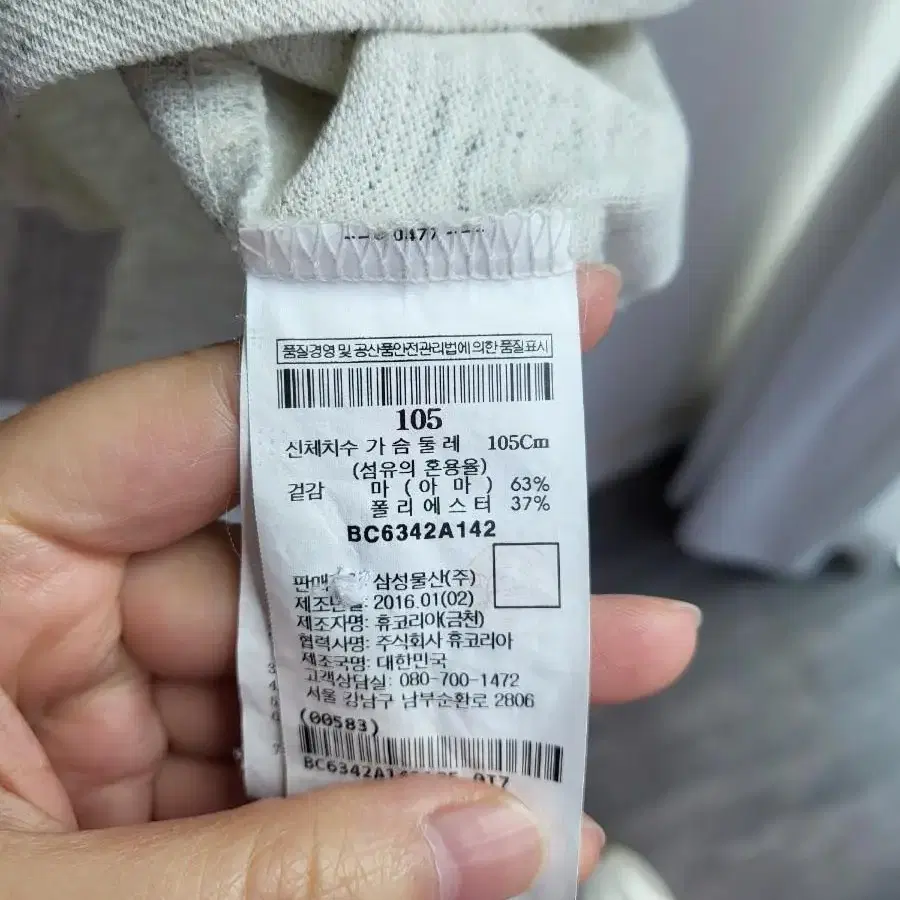 0477
품질경영 및 공산품안전관리법에 의한 품질표시
105
신체치수 가슴둘레 105Cm
(섬유의 혼용율)
겉감 마 ( 아 마 ) 63%
폴 리 에 스 터 37%
BC6342A142
삼성물산(주)
제조년월: 2016.01(02)
제조자명: 휴코리아(금천)
협력사명: 주식회사 휴코리아
제조국명: 대한민국
고객상담실: 080-700-1472
서울 강남구 남부순환로 2806
(00583)